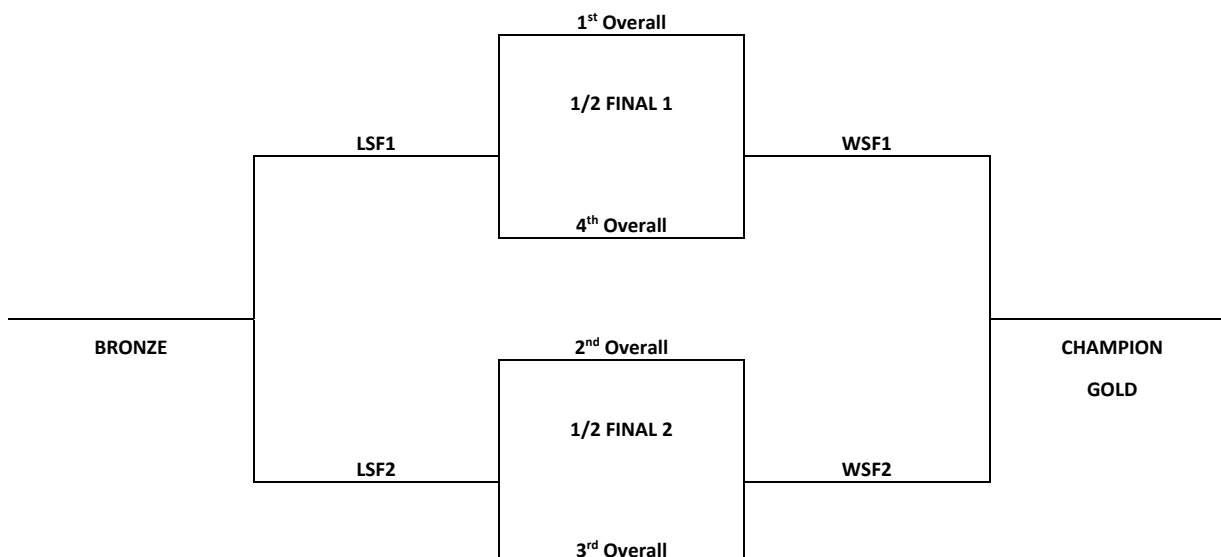 1st Overall
1/2 FINAL 1
LSF1
WSF1
4th Overall
BRONZE
2nd Overall
CHAMPION
GOLD
1/2 FINAL 2
LSF2
WSF2
3rd Overall